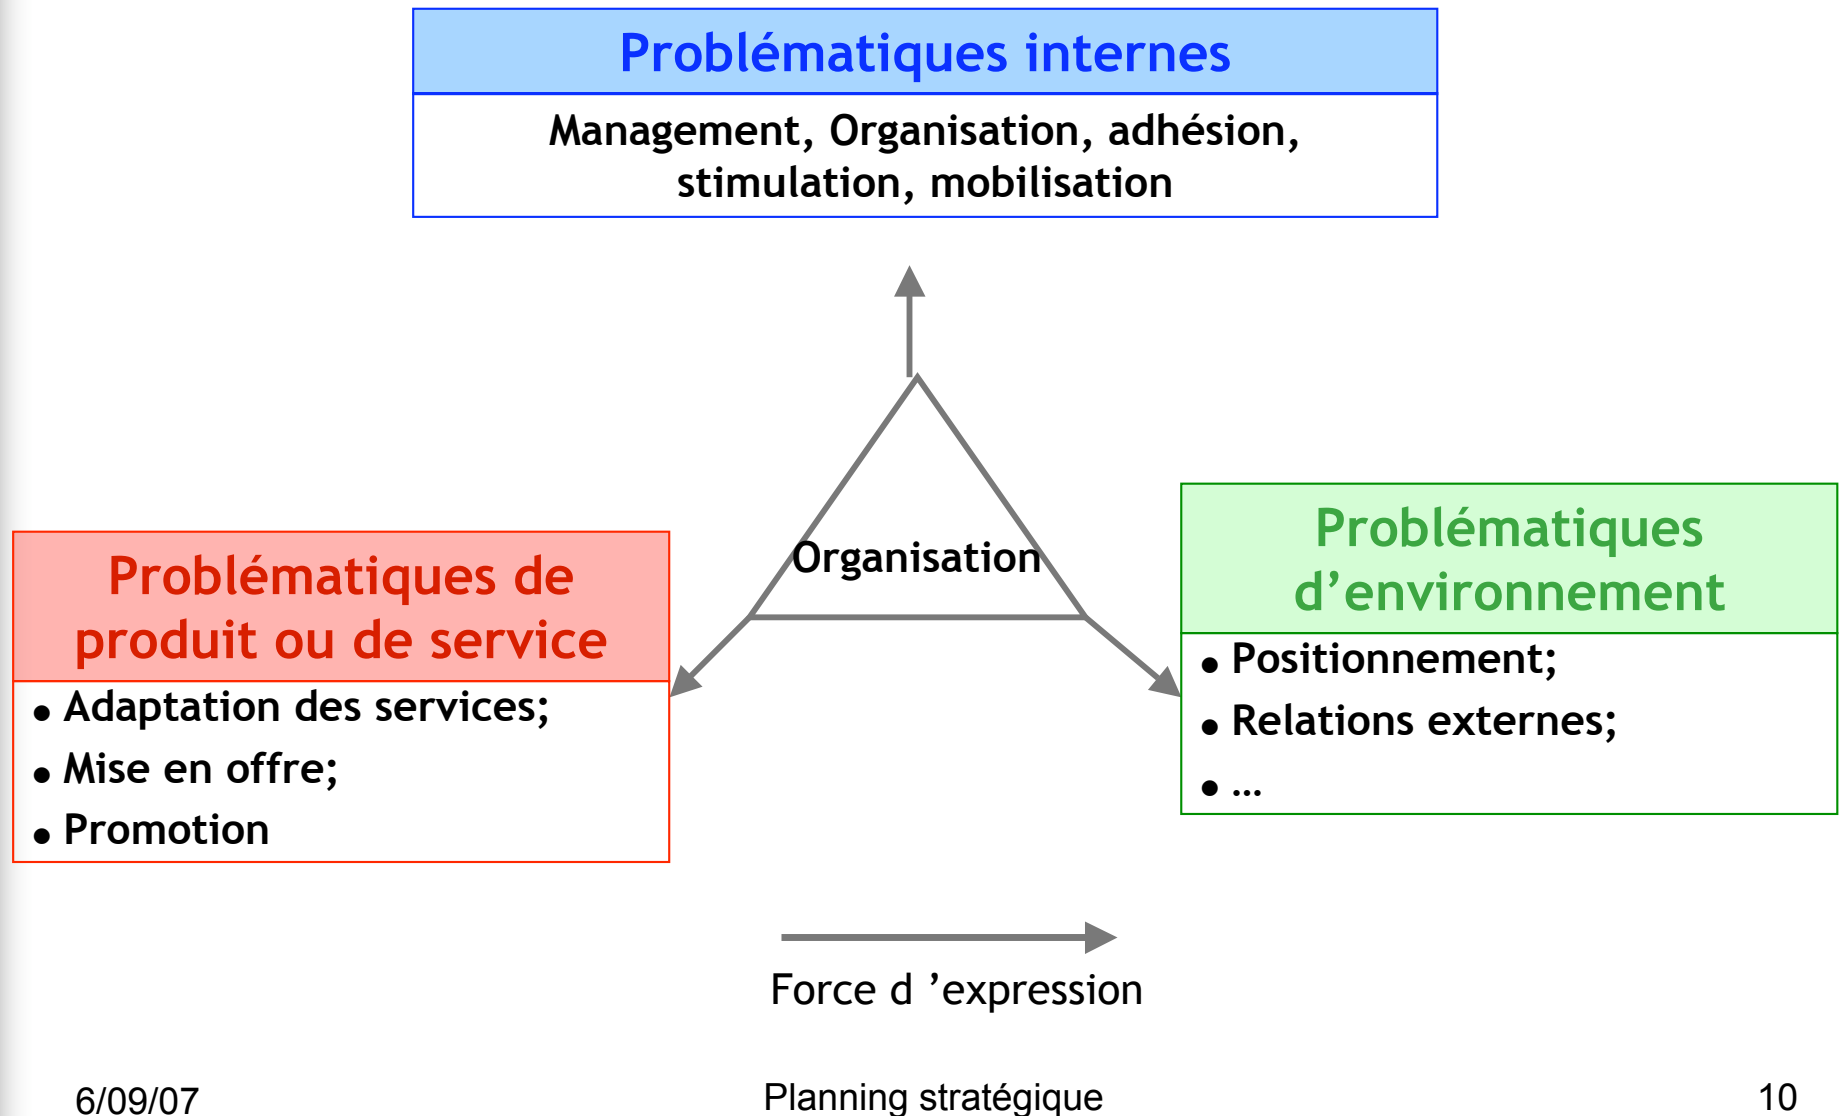 Problématiques internes
Management, Organisation, adhésion,
stimulation, mobilisation
Organisation
Problématiques de
produit ou de service
● Adaptation des services;
● Mise en offre;
● Promotion
Problématiques
d’environnement
● Positionnement;
● Relations externes;
● …
Force d ’expression
6/09/07
Planning stratégique
10